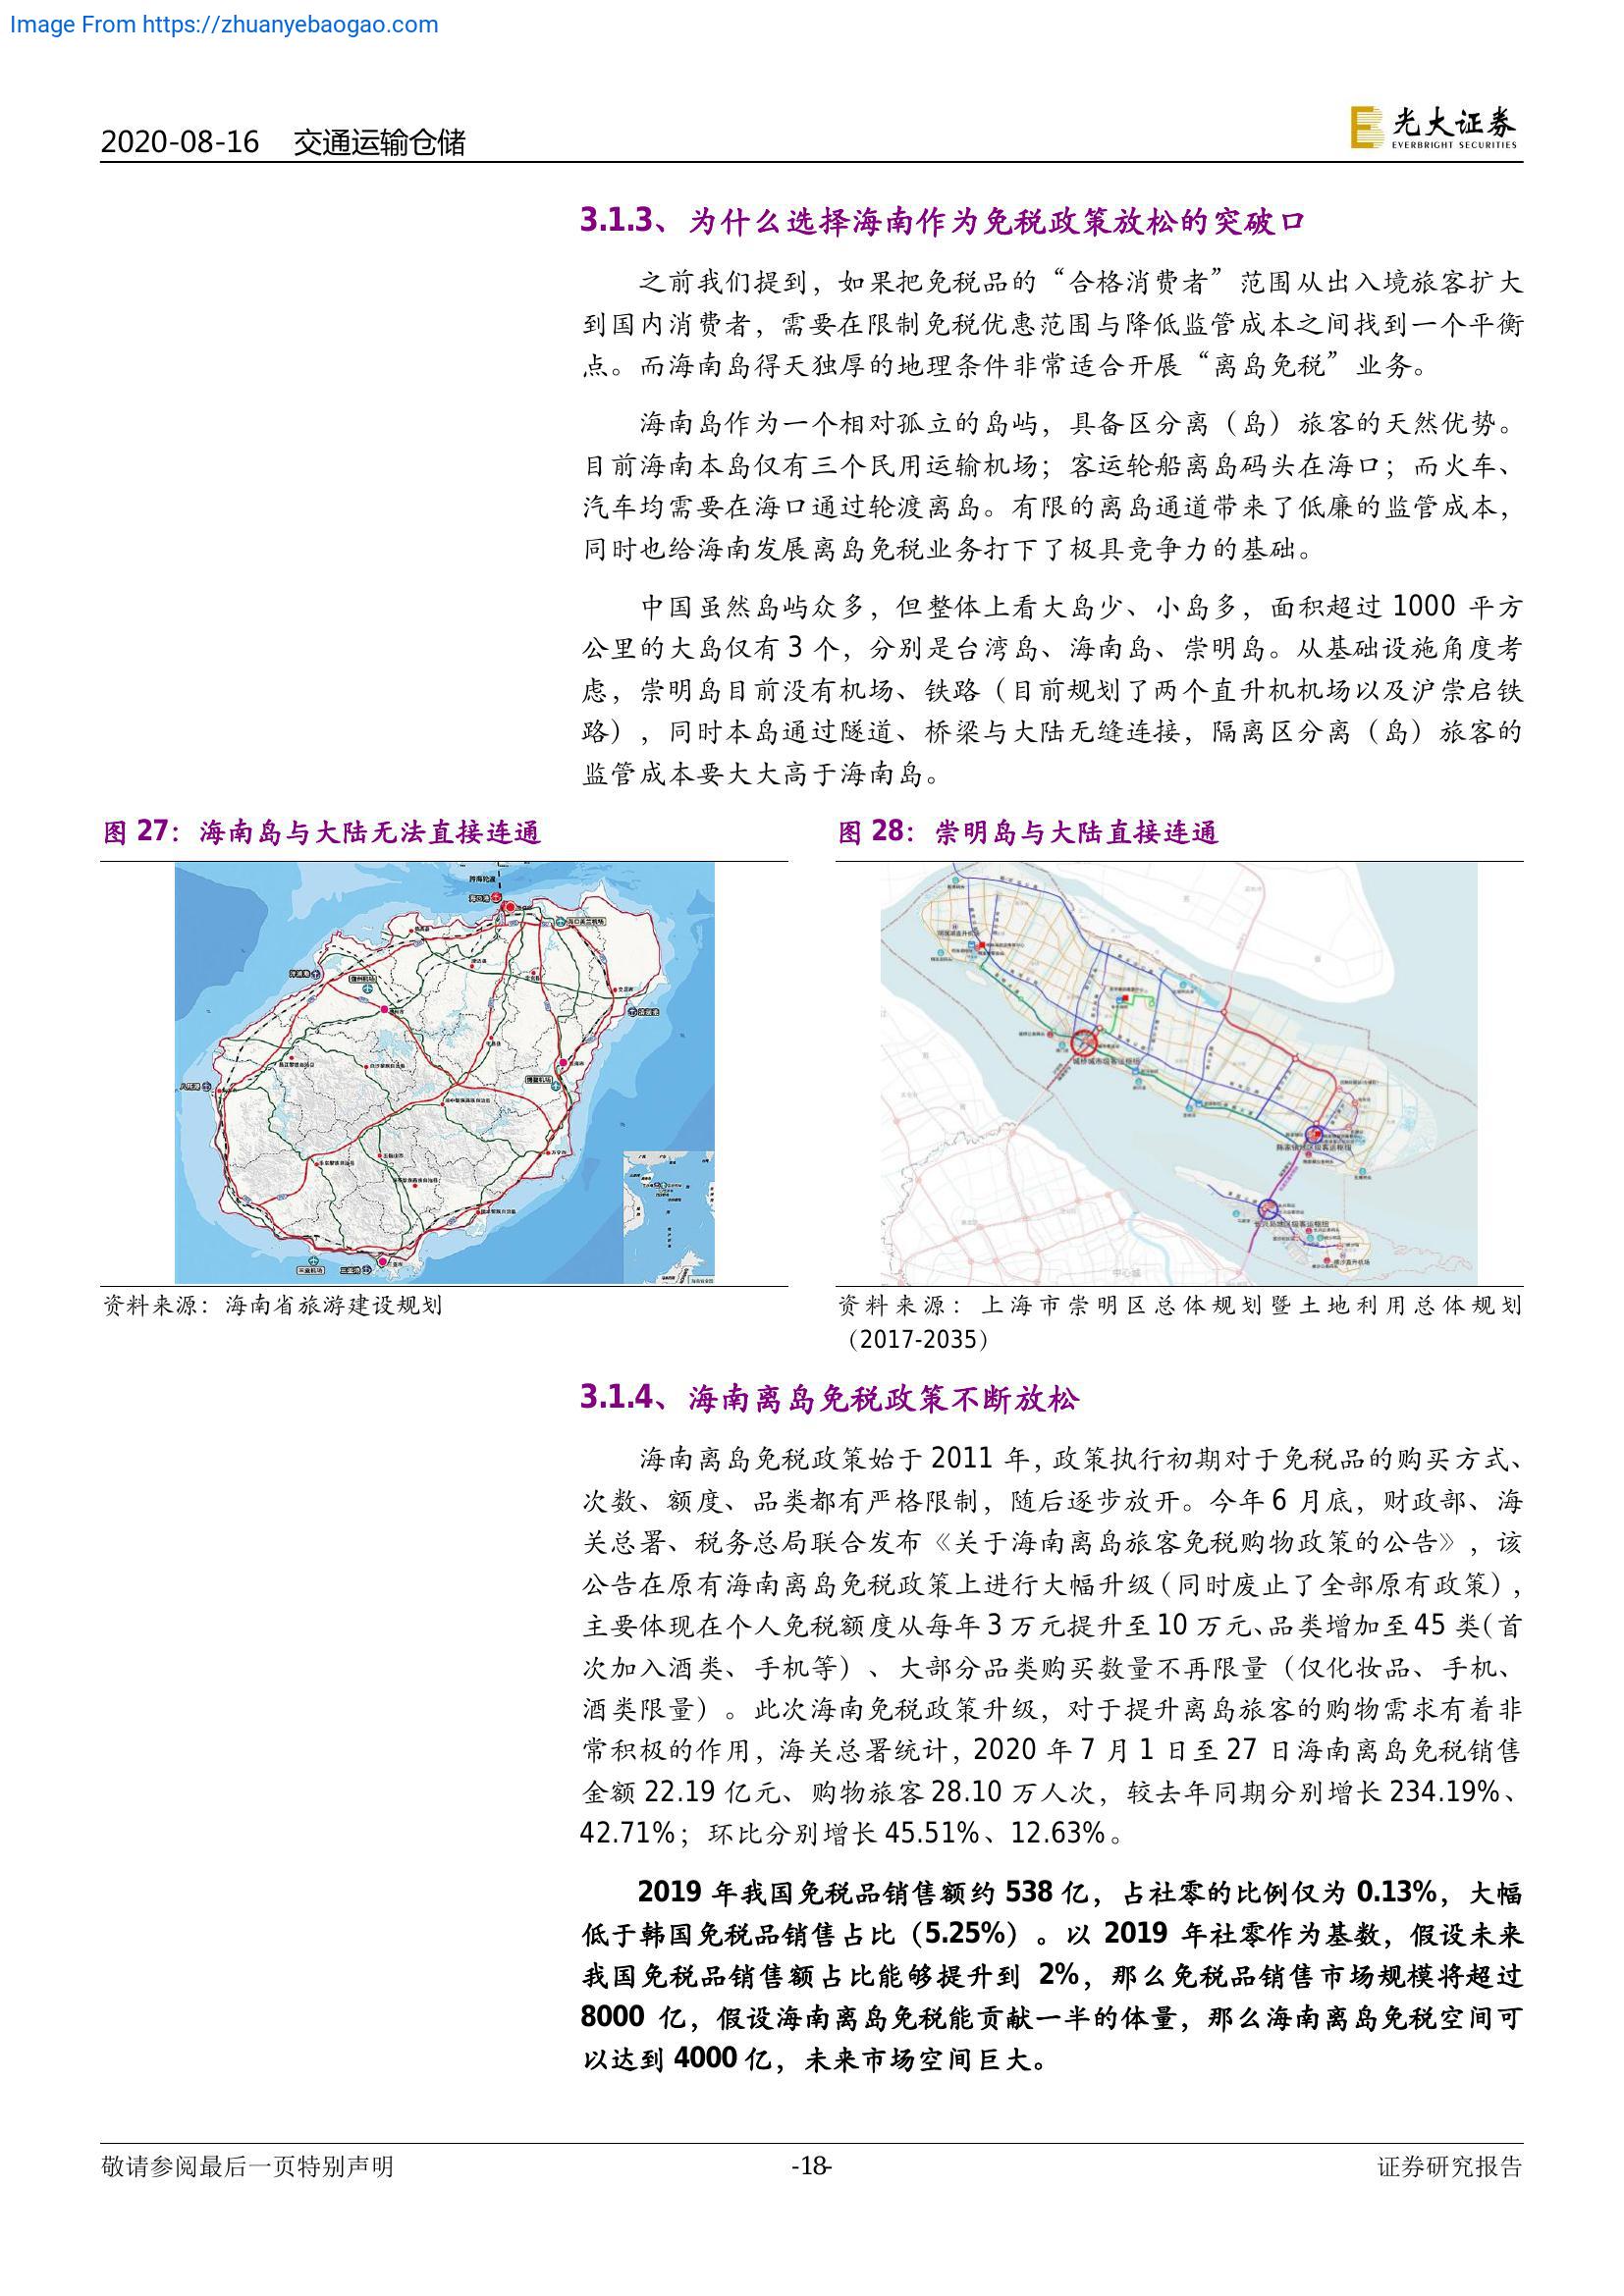 Image From https://zhuanyebaogao.com
2020-08-16 交通运输仓储
光大证券
EVERBRIGHT SECURITIES
3.1.3、为什么选择海南作为免税政策放松的突破口
之前我们提到，如果把免税品的“合格消费者”范围从出入境旅客扩大
到国内消费者，需要在限制免税优惠范围与降低监管成本之间找到一个平衡
点。而海南岛得天独厚的地理条件非常适合开展“离岛免税”业务。
海南岛作为一个相对孤立的岛屿，具备区分离（岛）旅客的天然优势。
目前海南本岛仅有三个民用运输机场；客运轮船离岛码头在海口；而火车、
汽车均需要在海口通过轮渡离岛。有限的离岛通道带来了低廉的监管成本，
同时也给海南发展离岛免税业务打下了极具竞争力的基础。
中国虽然岛屿众多，但整体上看大岛少、小岛多，面积超过 1000 平方
公里的大岛仅有 3 个，分别是台湾岛、海南岛、崇明岛。从基础设施角度考
虑，崇明岛目前没有机场、铁路（目前规划了两个直升机机场以及沪崇启铁
路），同时本岛通过隧道、桥梁与大陆无缝连接，隔离区分离（岛）旅客的
监管成本要大大高于海南岛。
图 27：海南岛与大陆无法直接连通
图 28：崇明岛与大陆直接连通
中心城
资料来源：海南省旅游建设规划
资料来源：上海市崇明区总体规划暨土地利用总体规划
（2017-2035）
3.1.4、海南离岛免税政策不断放松
海南离岛免税政策始于 2011 年，政策执行初期对于免税品的购买方式、
次数、额度、品类都有严格限制，随后逐步放开。今年 6 月底，财政部、海
关总署、税务总局联合发布《关于海南离岛旅客免税购物政策的公告》，该
公告在原有海南离岛免税政策上进行大幅升级（同时废止了全部原有政策），
主要体现在个人免税额度从每年 3 万元提升至 10 万元、品类增加至 45 类（首
次加入酒类、手机等）、大部分品类购买数量不再限量（仅化妆品、手机、
酒类限量）。此次海南免税政策升级，对于提升离岛旅客的购物需求有着非
常积极的作用，海关总署统计，2020 年 7 月 1 日至 27 日海南离岛免税销售
金额 22.19 亿元、购物旅客 28.10 万人次，较去年同期分别增长 234.19%、
42.71%；环比分别增长 45.51%、12.63%。
2019 年我国免税品销售额约 538 亿，占社零的比例仅为 0.13%，大幅
低于韩国免税品销售占比（5.25%）。以 2019 年社零作为基数，假设未来
我国免税品销售额占比能够提升到 2%，那么免税品销售市场规模将超过
8000 亿，假设海南离岛免税能贡献一半的体量，那么海南离岛免税空间可
以达到 4000 亿，未来市场空间巨大。
敬请参阅最后一页特别声明
-18-
证券研究报告